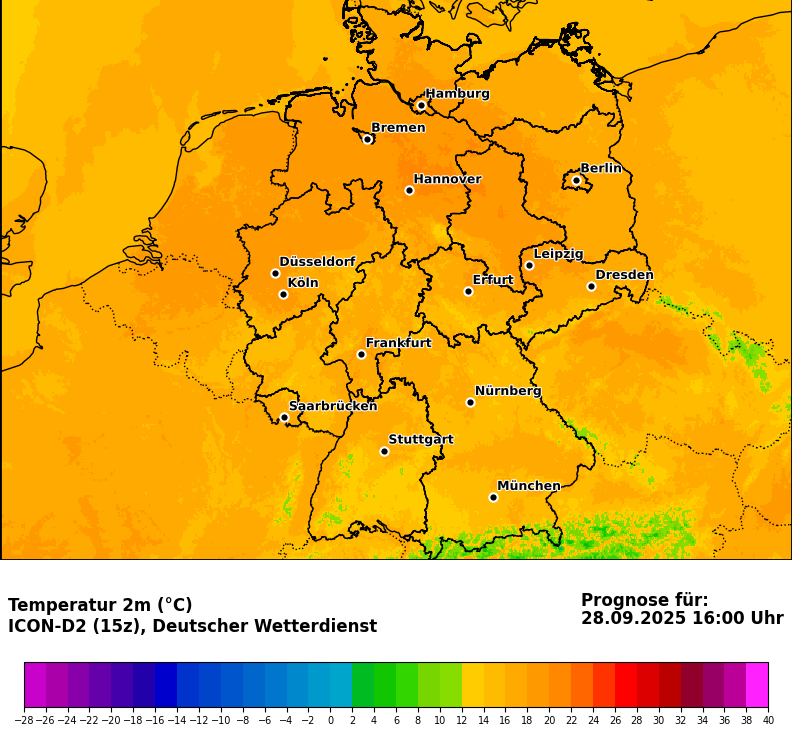 Hamburg
Bremen
Berlin
Hannover
Düsseldorf
Leipzig
Köln
Erfurt
Dresden
Frankfurt
Saarbrücken
Nürnberg
Stuttgart
München
Temperatur 2m (°C)
ICON-D2 (15z), Deutscher Wetterdienst
Prognose für:
28.09.2025 16:00 Uhr
−28 −26 −24 −22 −20 −18 −16 −14 −12 −10 −8 −6 −4 −2 0 2 4 6 8 10 12 14 16 18 20 22 24 26 28 30 32 34 36 38 40